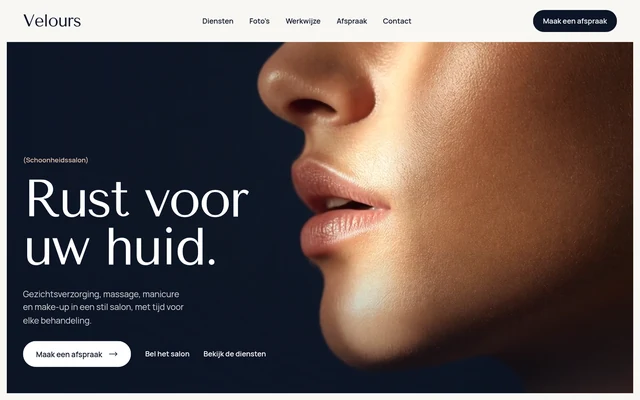 Velours
Diensten
Foto's
Werkwijze
Afspraak
Contact
Maak een afspraak
(Schoonheidssalon)
Rust voor
uw huid.
Gezichtsverzorging, massage, manicure
en make-up in een stil salon, met tijd voor
elke behandeling.
Maak een afspraak →
Bel het salon
Bekijk de diensten